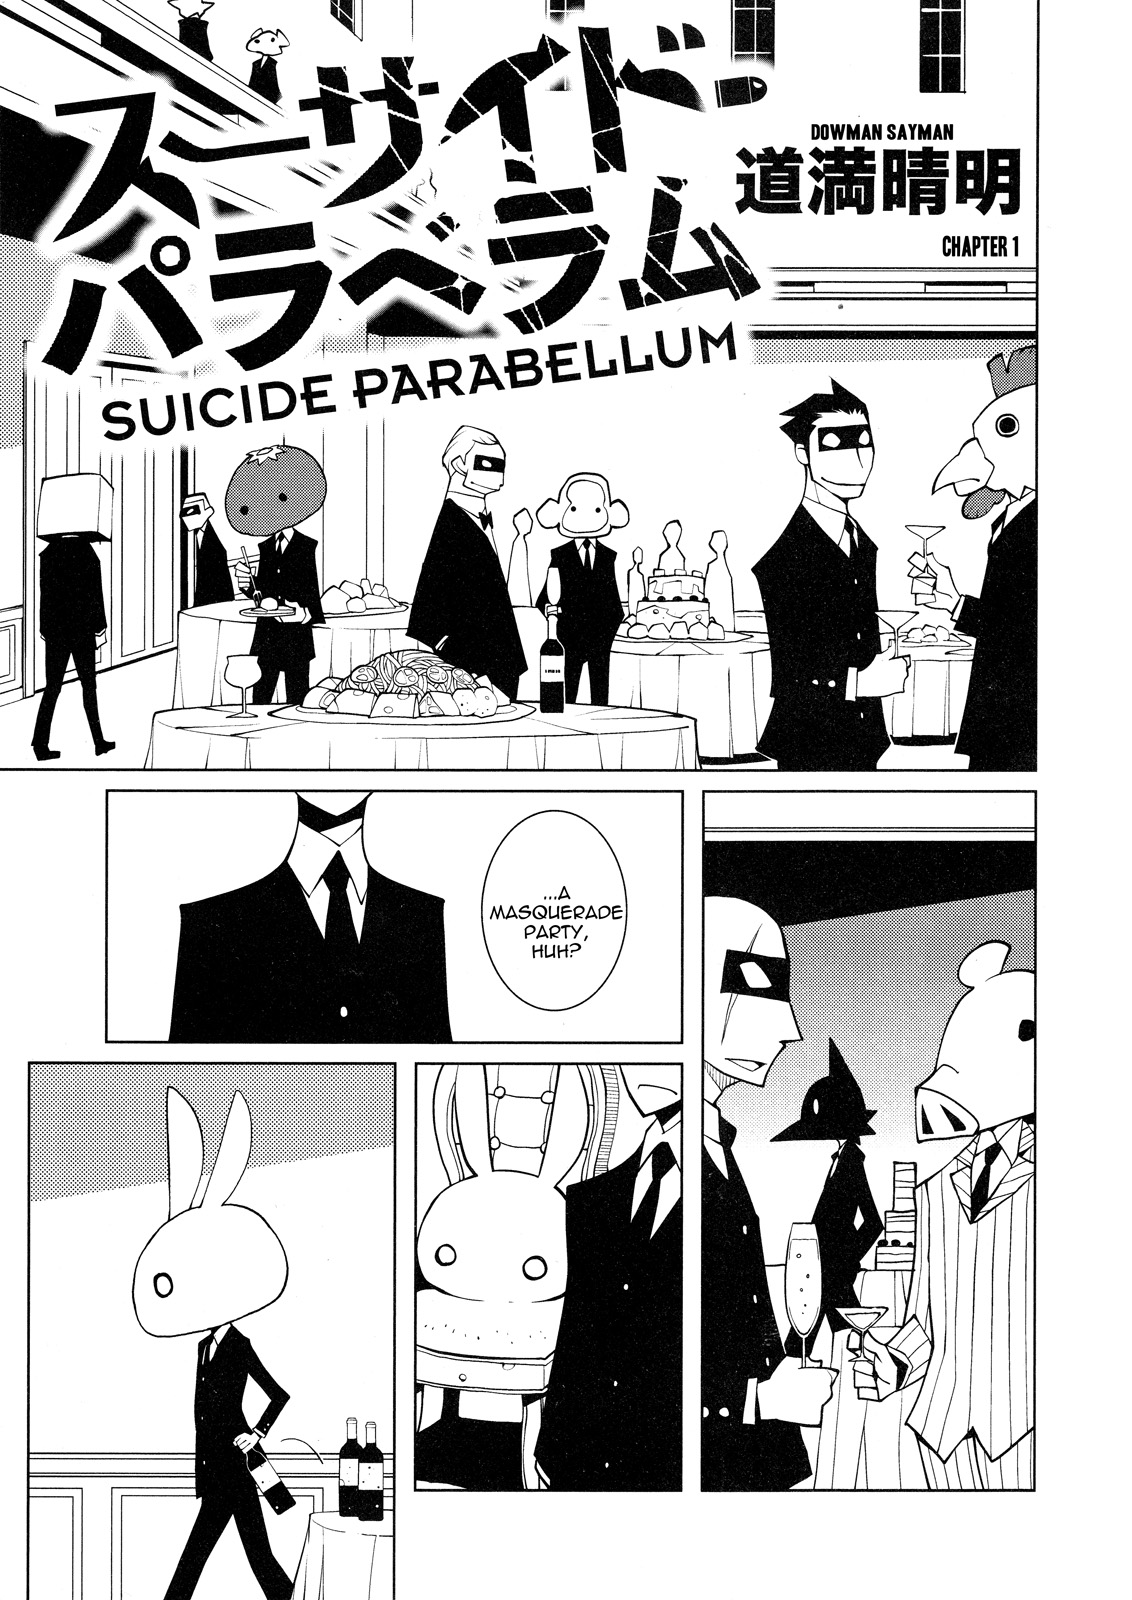 スーサイド・
パラベラム
SUICIDE PARABELLUM
DOWMAN SAYMAN
道満晴明
CHAPTER 1
...A
MASQUERADE
PARTY,
HUH?